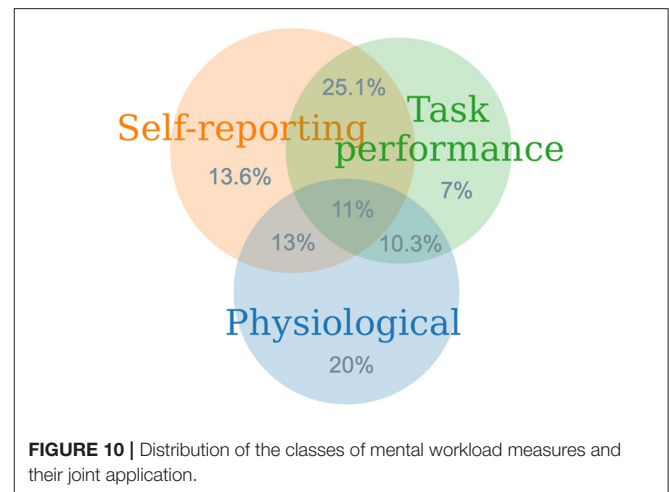 25.1%
Task
Self-reporting
performance
13.6%
7%
11%
13%
10.3%
Physiological
20%
FIGURE 10 | Distribution of the classes of mental workload measures and
their joint application.